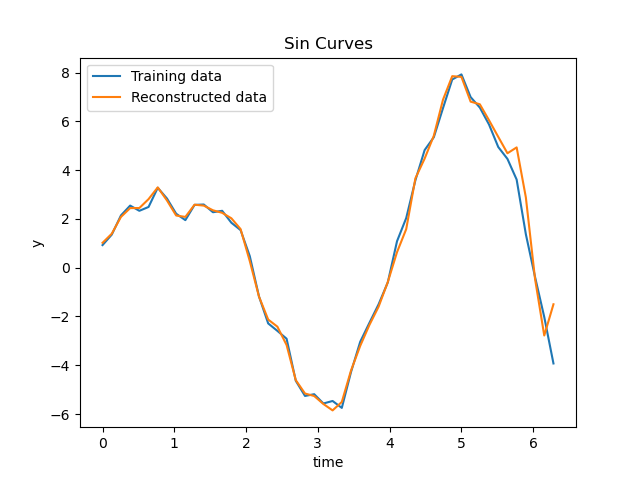 Sin Curves
Training data
Reconstructed data
8
6
4
2
0
−2
−4
−6
y
0 1 2 3 4 5 6
time